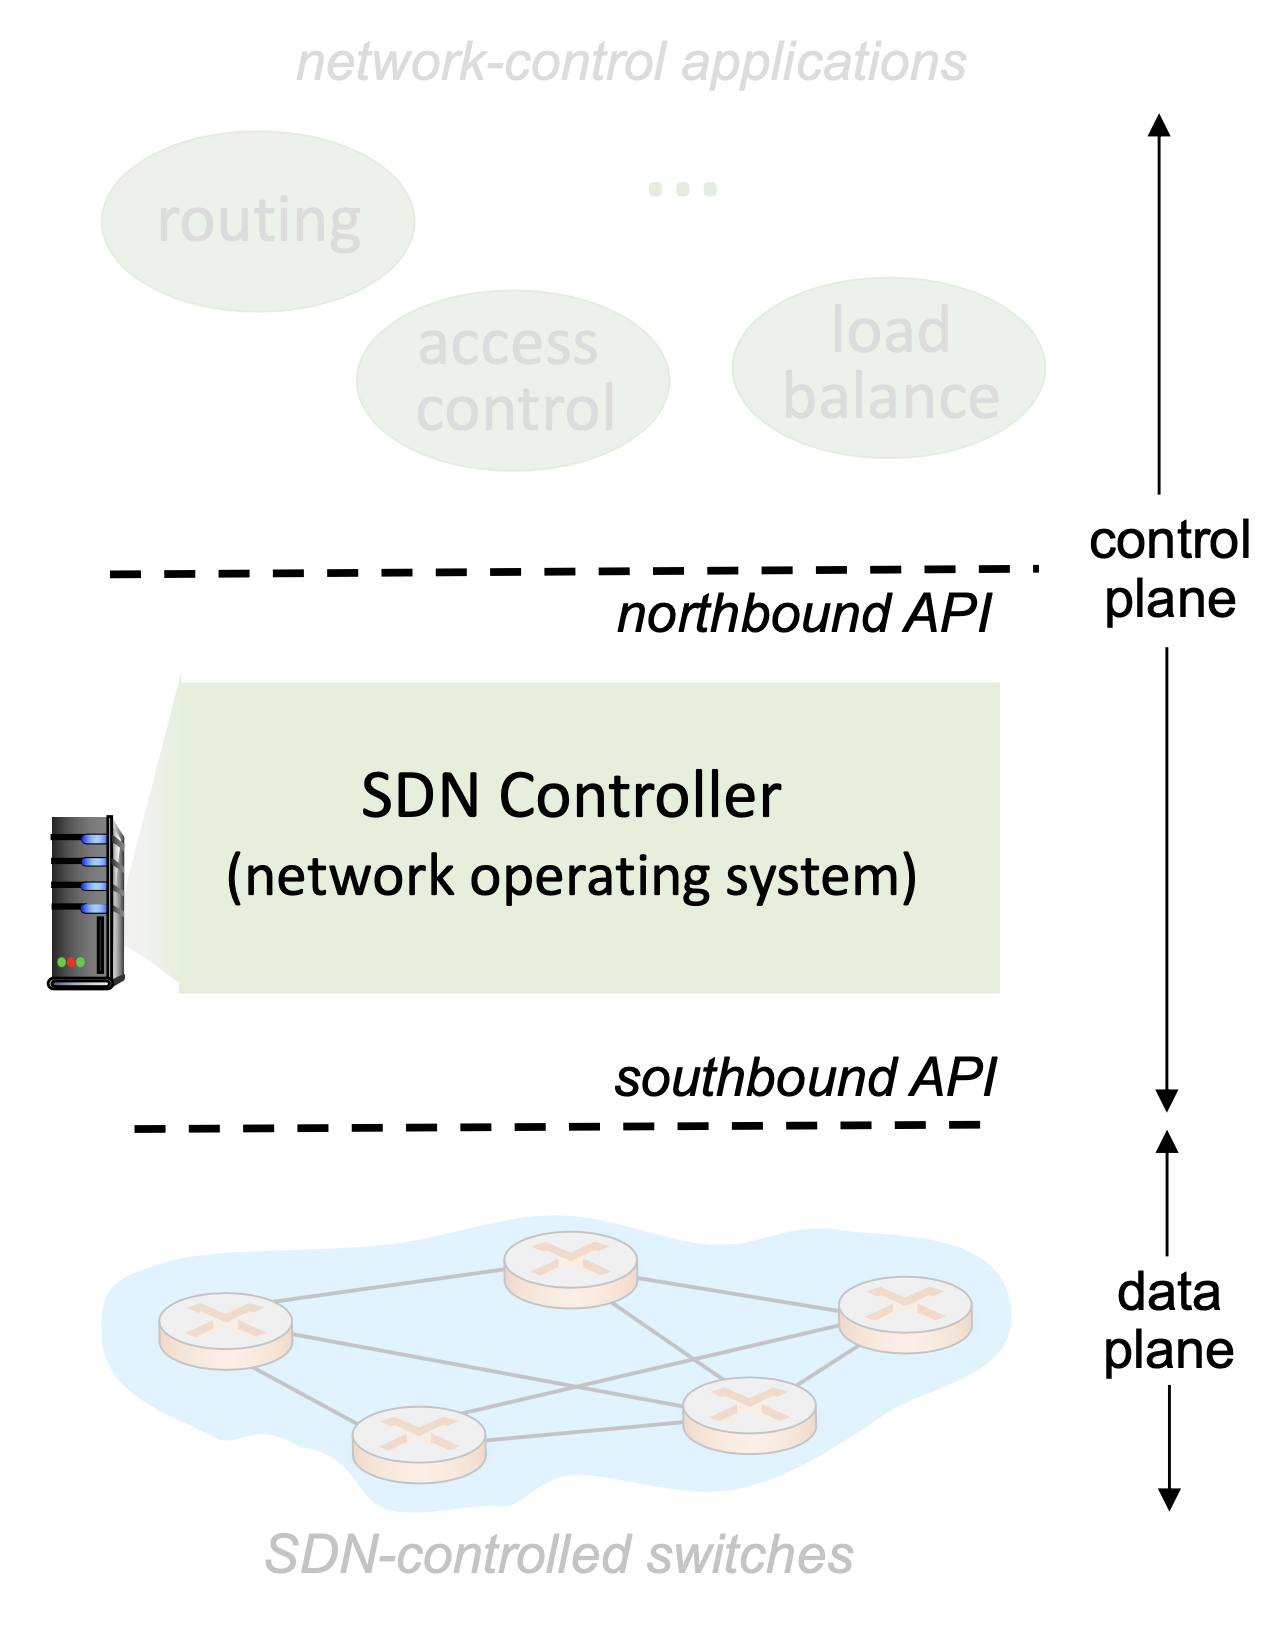 network-control applications
routing
...
access
control
load
balance
control
plane
northbound API
SDN Controller
(network operating system)
southbound API
data
plane
SDN-controlled switches